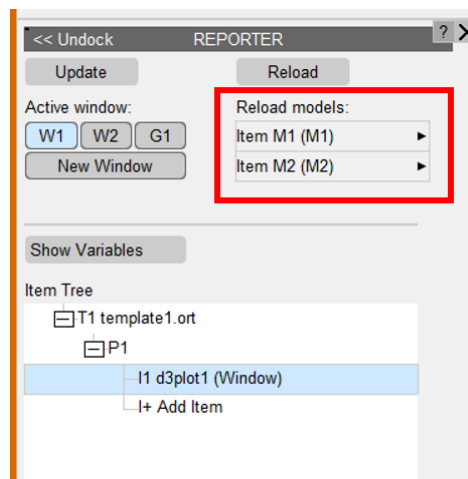 << Undock REPORTER ?
Update Reload
Active window: Reload models:
W1 W2 G1 Item M1 (M1)
New Window Item M2 (M2)
Show Variables
Item Tree
T1 template1.ort
P1
I1 d3plot1 (Window)
I+ Add Item